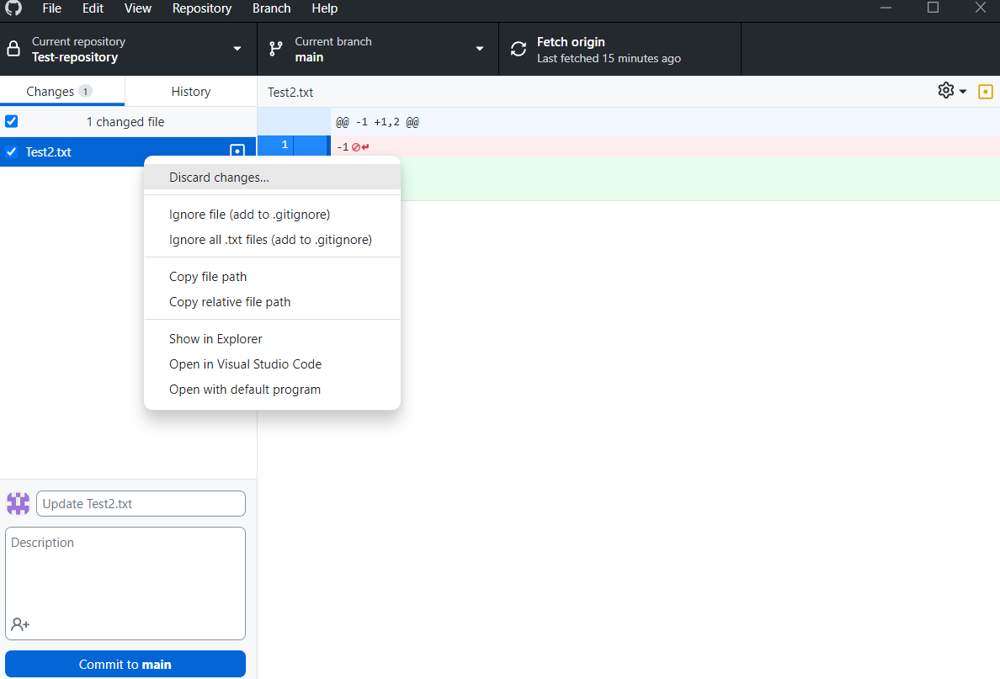 File Edit View Repository Branch Help
Current repository
Test-repository
Current branch
main
Fetch origin
Last fetched 15 minutes ago
Changes 1
History
1 changed file
Test2.txt
Test2.txt
@@ -1 +1,2 @@
1 -1
Discard changes...
Ignore file (add to .gitignore)
Ignore all .txt files (add to .gitignore)
Copy file path
Copy relative file path
Show in Explorer
Open in Visual Studio Code
Open with default program
Update Test2.txt
Description
Commit to main